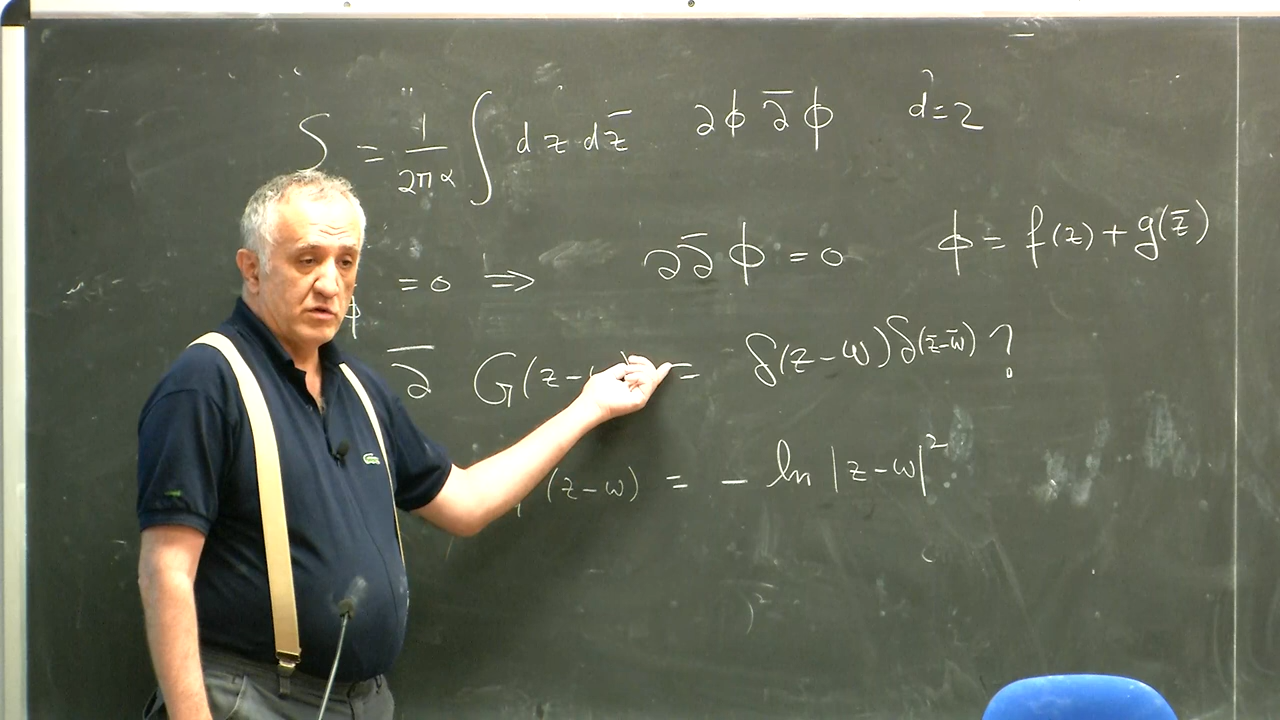 S = 1/2πα ∫ dz dz̄ ∂φ ∂̄φ d=2
φ = 0 ⇒ ∂∂̄φ = 0 φ = f(z) + g(z̄)
∂̄ G(z- = δ(z-w)δ(z̄-w̄) ?
(z-w) = - ln |z-w|²